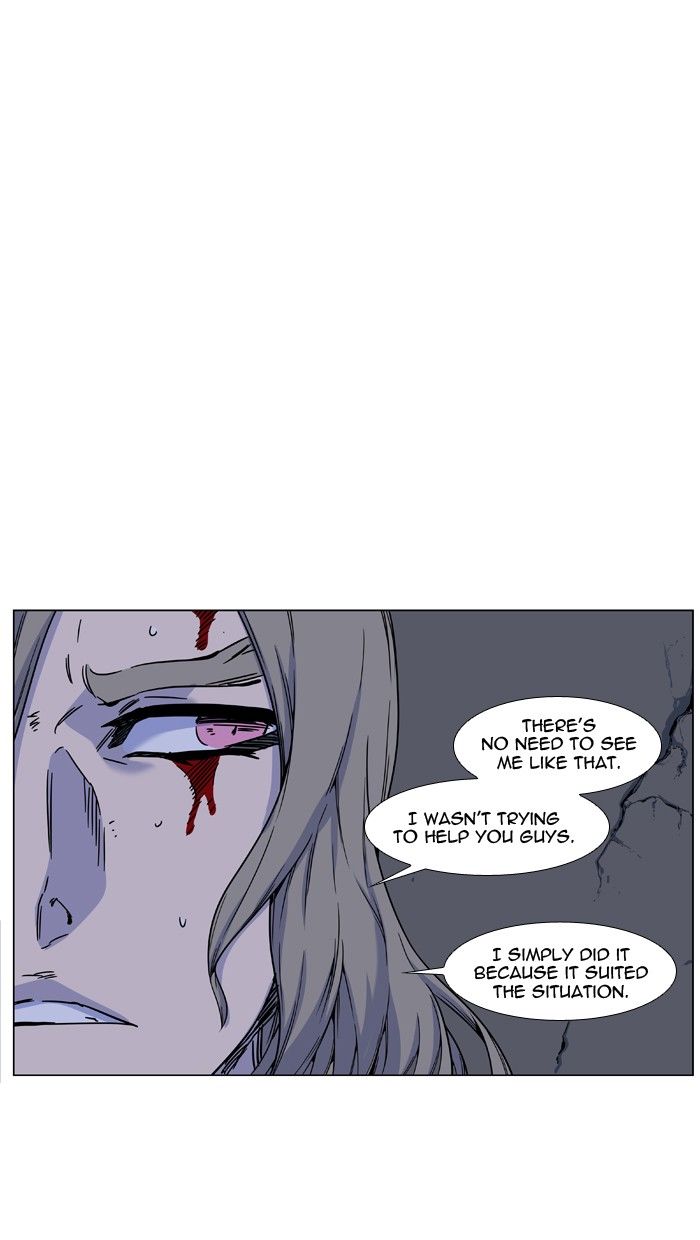 THERE'S
NO NEED TO SEE
ME LIKE THAT.
I WASN'T TRYING
TO HELP YOU GUYS.
I SIMPLY DID IT
BECAUSE IT SUITED
THE SITUATION.